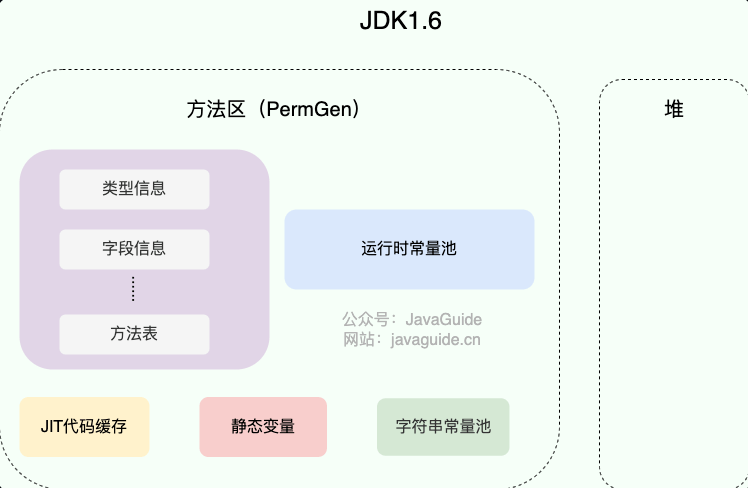 JDK1.6
方法区（PermGen）
堆
类型信息
字段信息
方法表
运行时常量池
公众号：JavaGuide
网站：javaguide.cn
JIT代码缓存
静态变量
字符串常量池